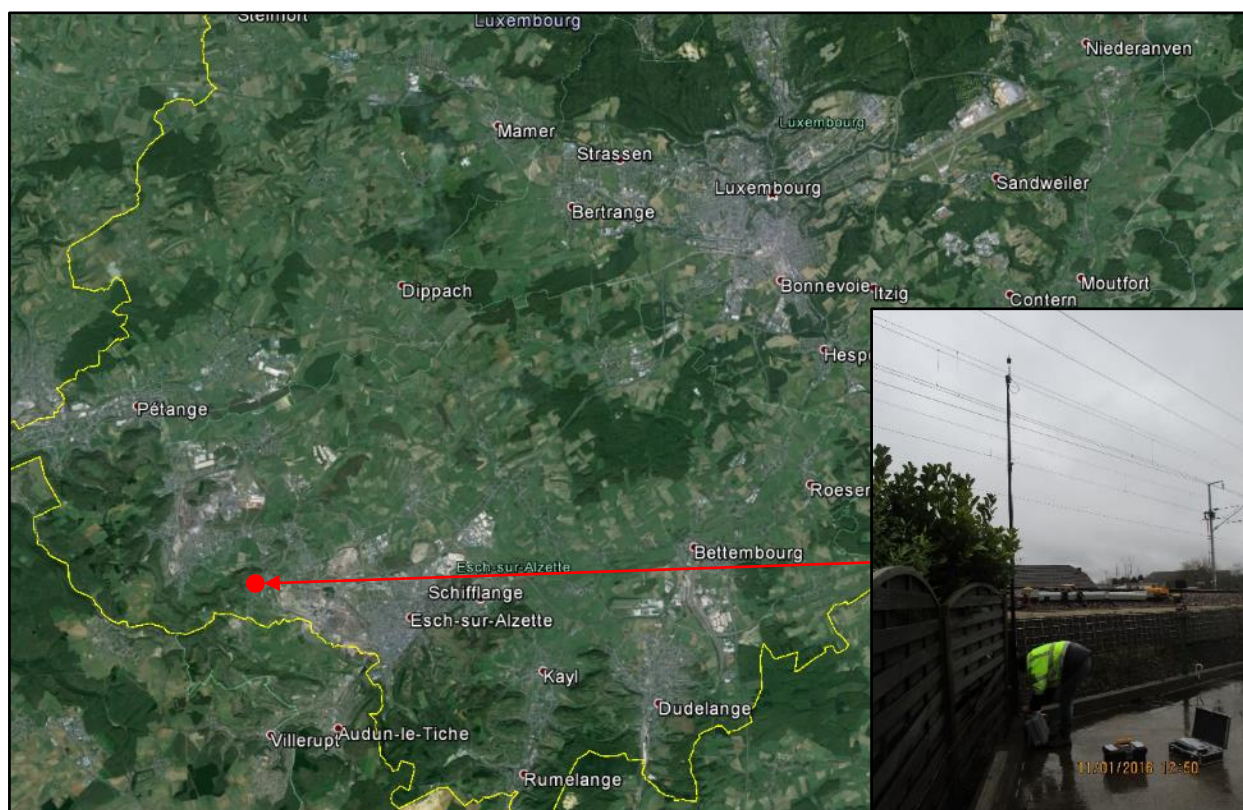 Steinfort
Luxembourg
Niederanven
Mamer
Luxembourg
Strassen
Luxembourg
Sandweiler
Bertrange
Bonnevoie
Itzig
Contern
Moutfort
Dippach
Hespe
Pétange
Roeser
Bettembourg
Esch-sur-Alzette
Schifflange
Esch-sur-Alzette
Kayl
Dudelange
Villerupt
Audun-le-Tiche
Rumelange
11/01/2016 12:50